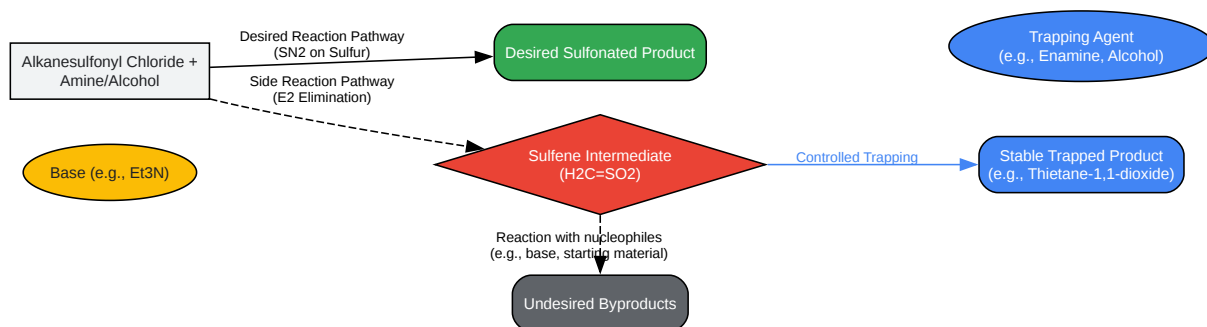 Alkanesulfonyl Chloride +
Amine/Alcohol
Desired Reaction Pathway
(SN2 on Sulfur)
Desired Sulfonated Product
Trapping Agent
(e.g., Enamine, Alcohol)
Side Reaction Pathway
(E2 Elimination)
Base (e.g., Et3N)
Sulfene Intermediate
(H2C=SO2)
Controlled Trapping
Stable Trapped Product
(e.g., Thietane-1,1-dioxide)
Reaction with nucleophiles
(e.g., base, starting material)
Undesired Byproducts